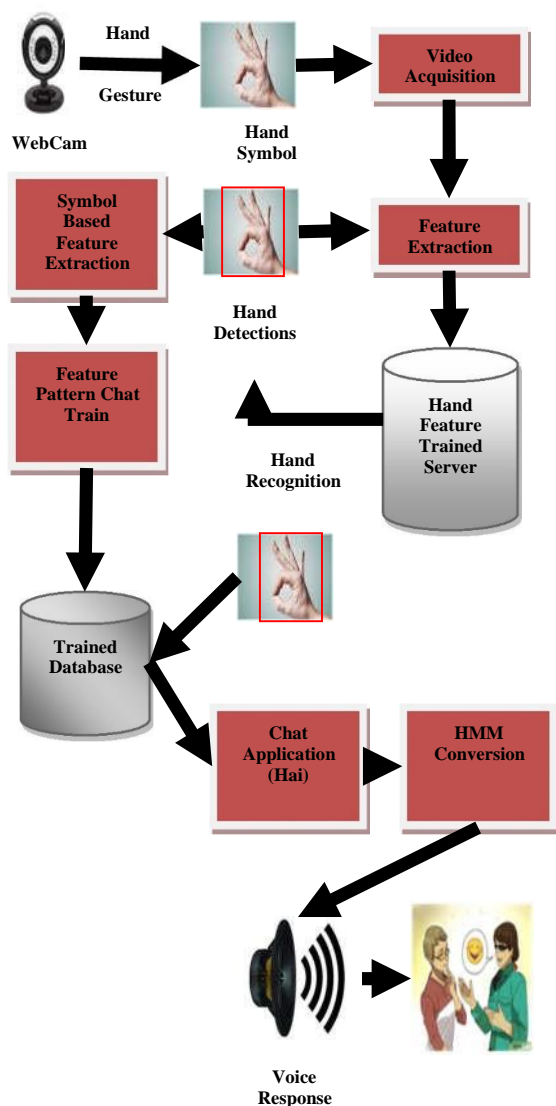 Hand
Gesture
WebCam
Hand
Symbol
Video
Acquisition
Symbol
Based
Feature
Extraction
Hand
Detections
Feature
Extraction
Feature
Pattern Chat
Train
Hand
Feature
Trained
Server
Hand
Recognition
Trained
Database
Chat
Application
(Hai)
HMM
Conversion
Voice
Response